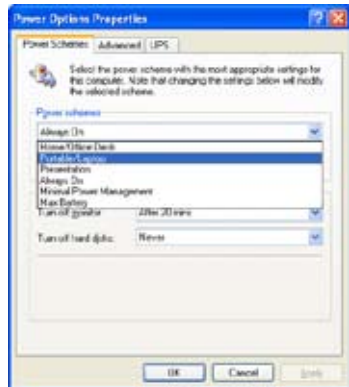 Power Options Properties
Power Schemes
Advanced
UPS
Select the power scheme with the most appropriate settings for
this computer. Note that changing the settings below will modify
the selected scheme.
Power schemes
Always On
Home/Office Desk
Portable/Laptop
Presentation
Always On
Minimal Power Management
Max Battery
Turn off monitor: After 20 mins
Turn off hard disks: Never
OK
Cancel
Apply